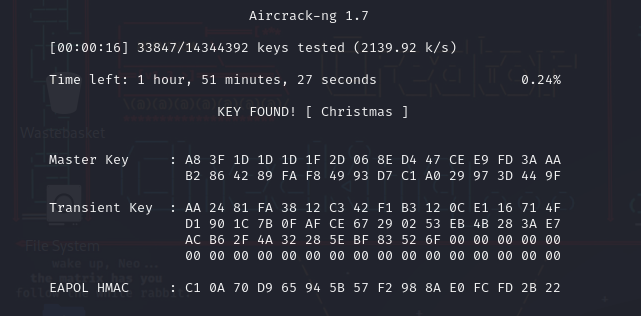 Aircrack-ng 1.7
[00:00:16] 33847/14344392 keys tested (2139.92 k/s)
Time left: 1 hour, 51 minutes, 27 seconds 0.24%
KEY FOUND! [ Christmas ]
Wastebasket
Master Key : A8 3F 1D 1D 1D 1F 2D 06 8E D4 47 CE E9 FD 3A AA
B2 86 42 89 FA F8 49 93 D7 C1 A0 29 97 3D 44 9F
Transient Key : AA 24 81 FA 38 12 C3 42 F1 B3 12 0C E1 16 71 4F
D1 90 1C 7B 0F AF CE 67 29 02 53 EB 4B 28 3A E7
AC B6 2F 4A 32 28 5E BF 83 52 6F 00 00 00 00 00
00 00 00 00 00 00 00 00 00 00 00 00 00 00 00 00
File System
wake up, Neo...
the matrix has you
follow the white rabbit
EAPOL HMAC : C1 0A 70 D9 65 94 5B 57 F2 98 8A E0 FC FD 2B 22